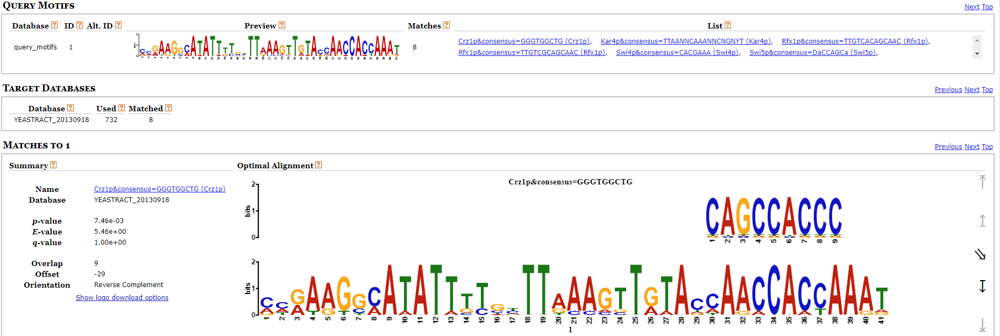 QUERY MOTIFS
Next Top
Database ? ID ? Alt. ID ? Preview ? Matches ? List ?
query_motifs 1 8 Crz1p&consensus=GGGTGGCTG (Crz1p), Kar4p&consensus=TTAANNCAAANNCNGNYT (Kar4p), Rfx1p&consensus=TTGTCACAGCAAC (Rfx1p),
Rfx1p&consensus=TTGTCGCAGCAAC (Rfx1p), Swi4p&consensus=CACGAAA (Swi4p), Swi5p&consensus=DaCCAGCa (Swi5p),
TARGET DATABASES
Previous Next Top
Database ? Used ? Matched ?
YEASTRACT_20130918 732 8
MATCHES TO 1
Previous Next Top
Summary ? Optimal Alignment ?
Name Crz1p&consensus=GGGTGGCTG (Crz1p)
Database YEASTRACT_20130918
p-value 7.46e-03
E-value 5.46e+00
q-value 1.00e+00
Overlap 9
Offset -29
Orientation Reverse Complement
Show logo download options
Crz1p&consensus=GGGTGGCTG
2
1
0
bits
CAGCCACCC
1 2 3 4 5 6 7 8 9
2
1
0
bits
CCGAAGGCATATTTT
TTAAAGTTGTACCAACCACCAAAT
1 2 3 4 5 6 7 8 9 10 11 12 13 14 15 16 17 18 19 20 21 22 23 24 25 26 27 28 29 30 31 32 33 34 35 36 37 38 39 40 41
1